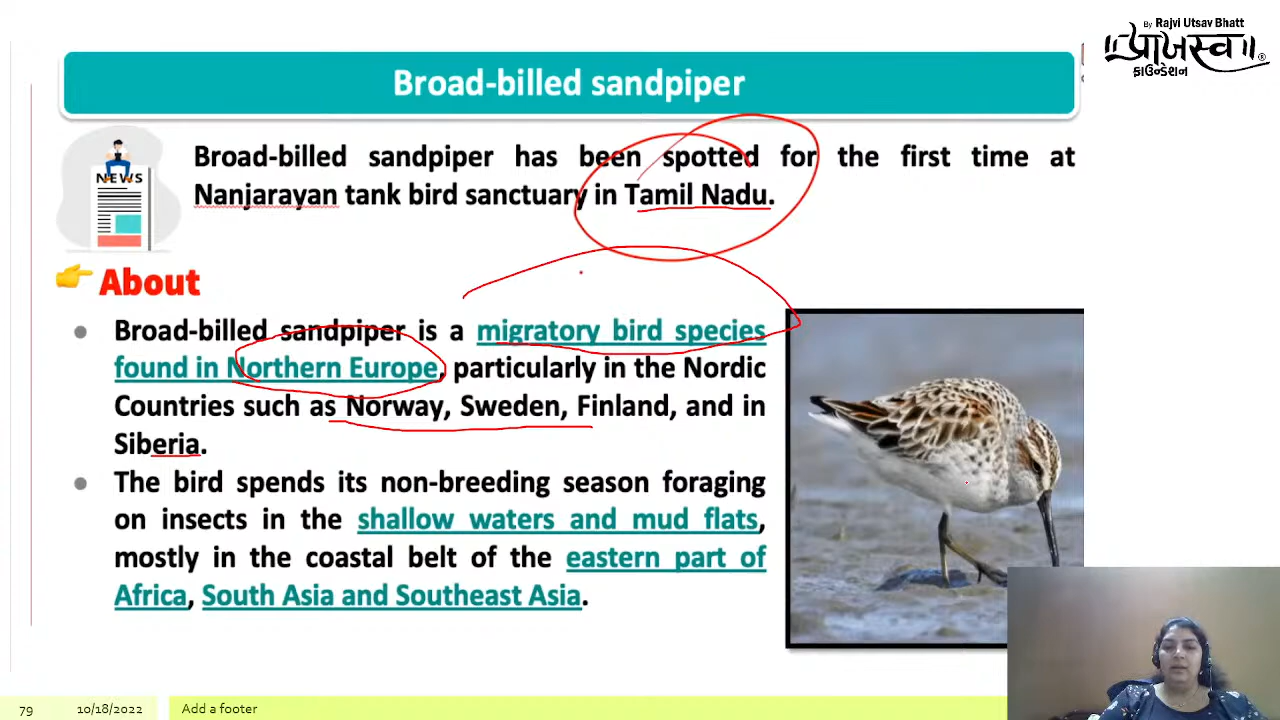 By Rajvi Utsav Bhatt
॥प्राजस्व॥®
ફાઉન્ડેશન
Broad-billed sandpiper
NEWS
Broad-billed sandpiper has been spotted for the first time at
Nanjarayan tank bird sanctuary in Tamil Nadu.
About
Broad-billed sandpiper is a migratory bird species
found in Northern Europe, particularly in the Nordic
Countries such as Norway, Sweden, Finland, and in
Siberia.
The bird spends its non-breeding season foraging
on insects in the shallow waters and mud flats,
mostly in the coastal belt of the eastern part of
Africa, South Asia and Southeast Asia.
79 10/18/2022 Add a footer